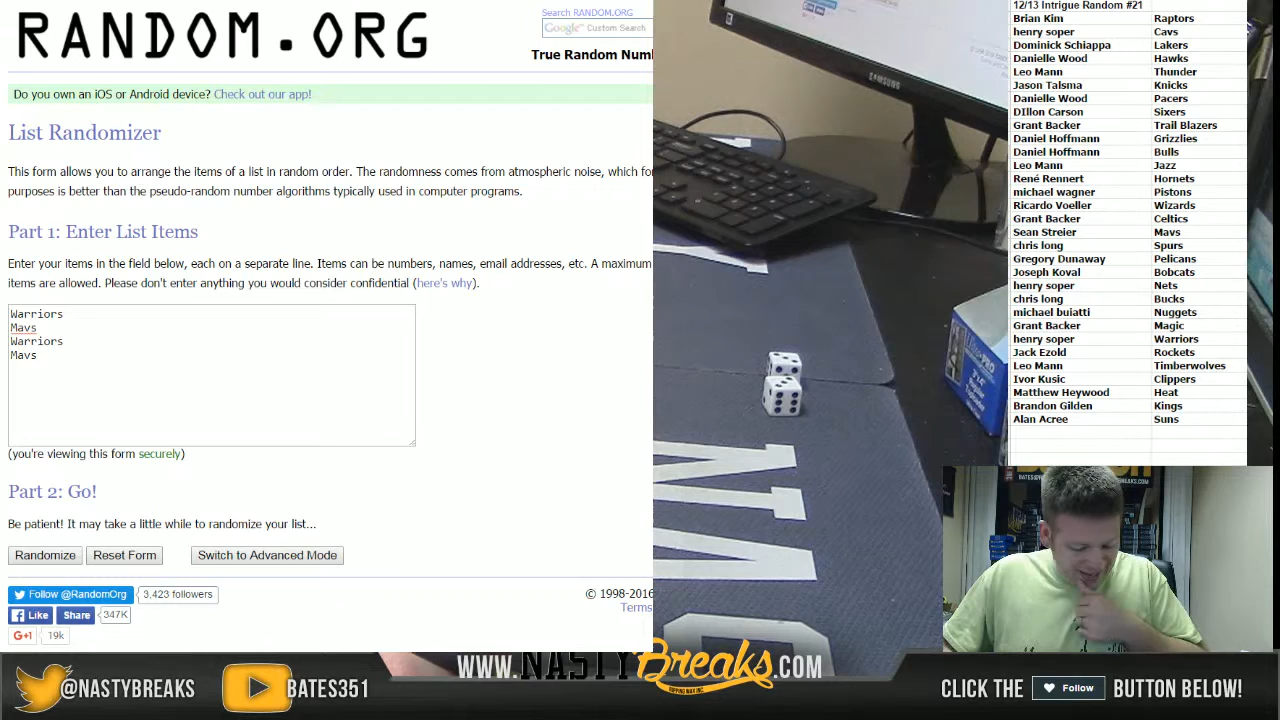 RANDOM.ORG
Search RANDOM.ORG
Google™ Custom Search
True Random Num
Do you own an iOS or Android device? Check out our app!
List Randomizer
This form allows you to arrange the items of a list in random order. The randomness comes from atmospheric noise, which for
purposes is better than the pseudo-random number algorithms typically used in computer programs.
Part 1: Enter List Items
Enter your items in the field below, each on a separate line. Items can be numbers, names, email addresses, etc. A maximum
items are allowed. Please don't enter anything you would consider confidential (here's why).
Warriors
Mavs
Warriors
Mavs
(you're viewing this form securely)
Part 2: Go!
Be patient! It may take a little while to randomize your list...
Randomize Reset Form Switch to Advanced Mode
Follow @RandomOrg 3,423 followers
Like Share 347K
G+1 19k
© 1998-2016
Terms
SAMSUNG
12/13 Intrigue Random #21
Brian Kim Raptors
henry soper Cavs
Dominick Schiappa Lakers
Danielle Wood Hawks
Leo Mann Thunder
Jason Talsma Knicks
Danielle Wood Pacers
DIllon Carson Sixers
Grant Backer Trail Blazers
Daniel Hoffmann Grizzlies
Daniel Hoffmann Bulls
Leo Mann Jazz
René Rennert Hornets
michael wagner Pistons
Ricardo Voeller Wizards
Grant Backer Celtics
Sean Streier Mavs
chris long Spurs
Gregory Dunaway Pelicans
Joseph Koval Bobcats
henry soper Nets
chris long Bucks
michael buiatti Nuggets
Grant Backer Magic
henry soper Warriors
Jack Ezold Rockets
Leo Mann Timberwolves
Ivor Kusic Clippers
Matthew Heywood Heat
Brandon Gilden Kings
Alan Acree Suns
@NASTYBREAKS
BATES351
WWW.NASTYBreaks.COM
CLICK THE Follow BUTTON BELOW!